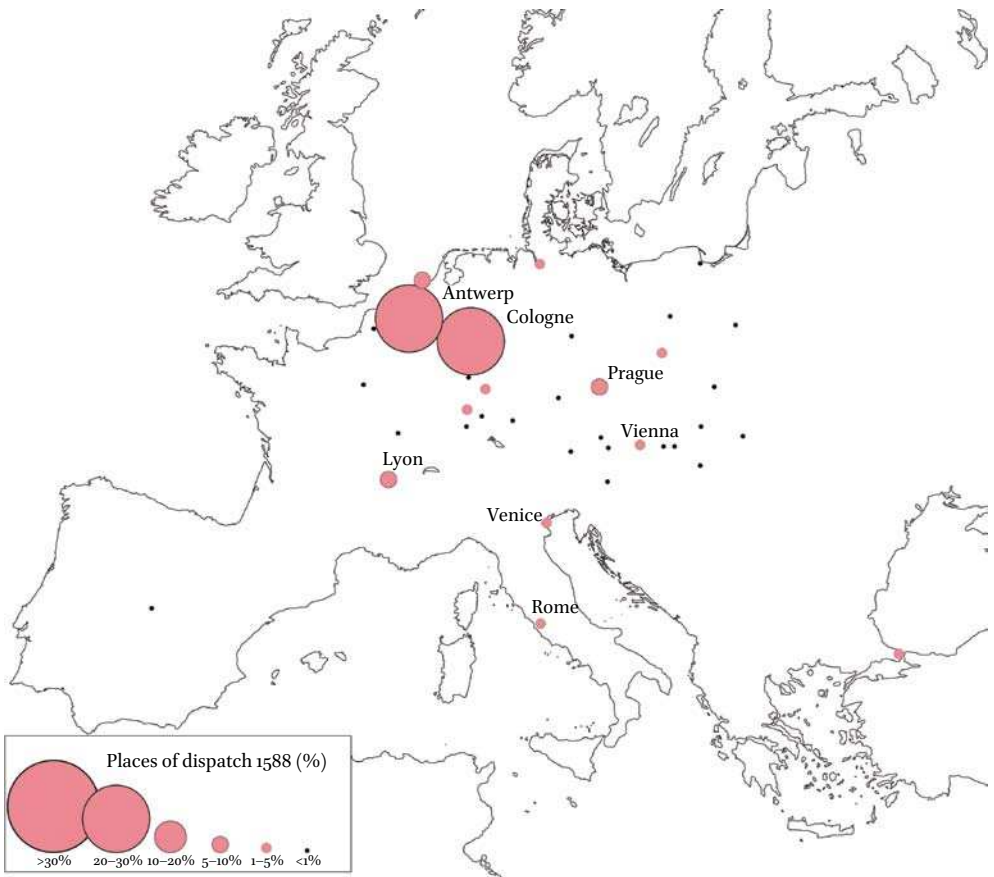 Antwerp
Cologne
Prague
Vienna
Lyon
Venice
Rome
Places of dispatch 1588 (%)
>30% 20–30% 10–20% 5–10% 1–5% <1%